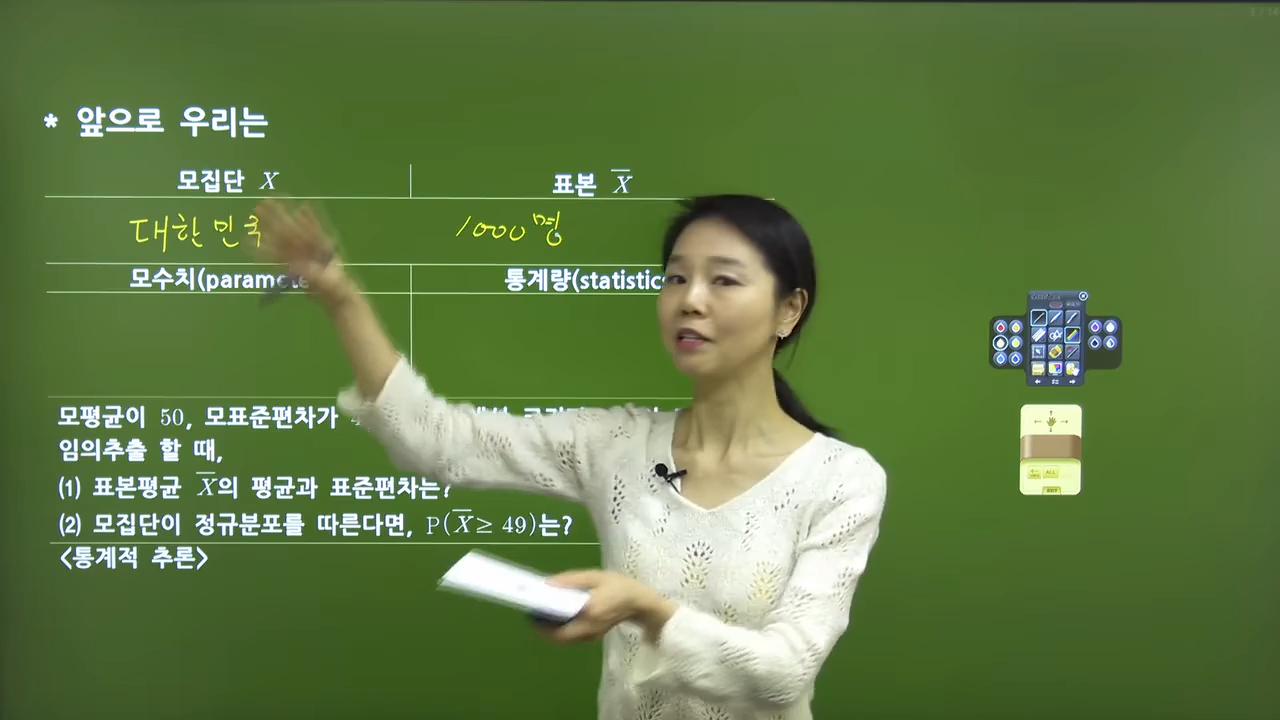 * 앞으로 우리는
모집단 X 표본 X̄
대한민국 1000명
모수치(paramete 통계량(statistics
모평균이 50, 모표준편차가
임의추출 할 때,
(1) 표본평균 X̄의 평균과 표준편차는?
(2) 모집단이 정규분포를 따른다면, P(X̄ ≥ 49)는?
<통계적 추론>